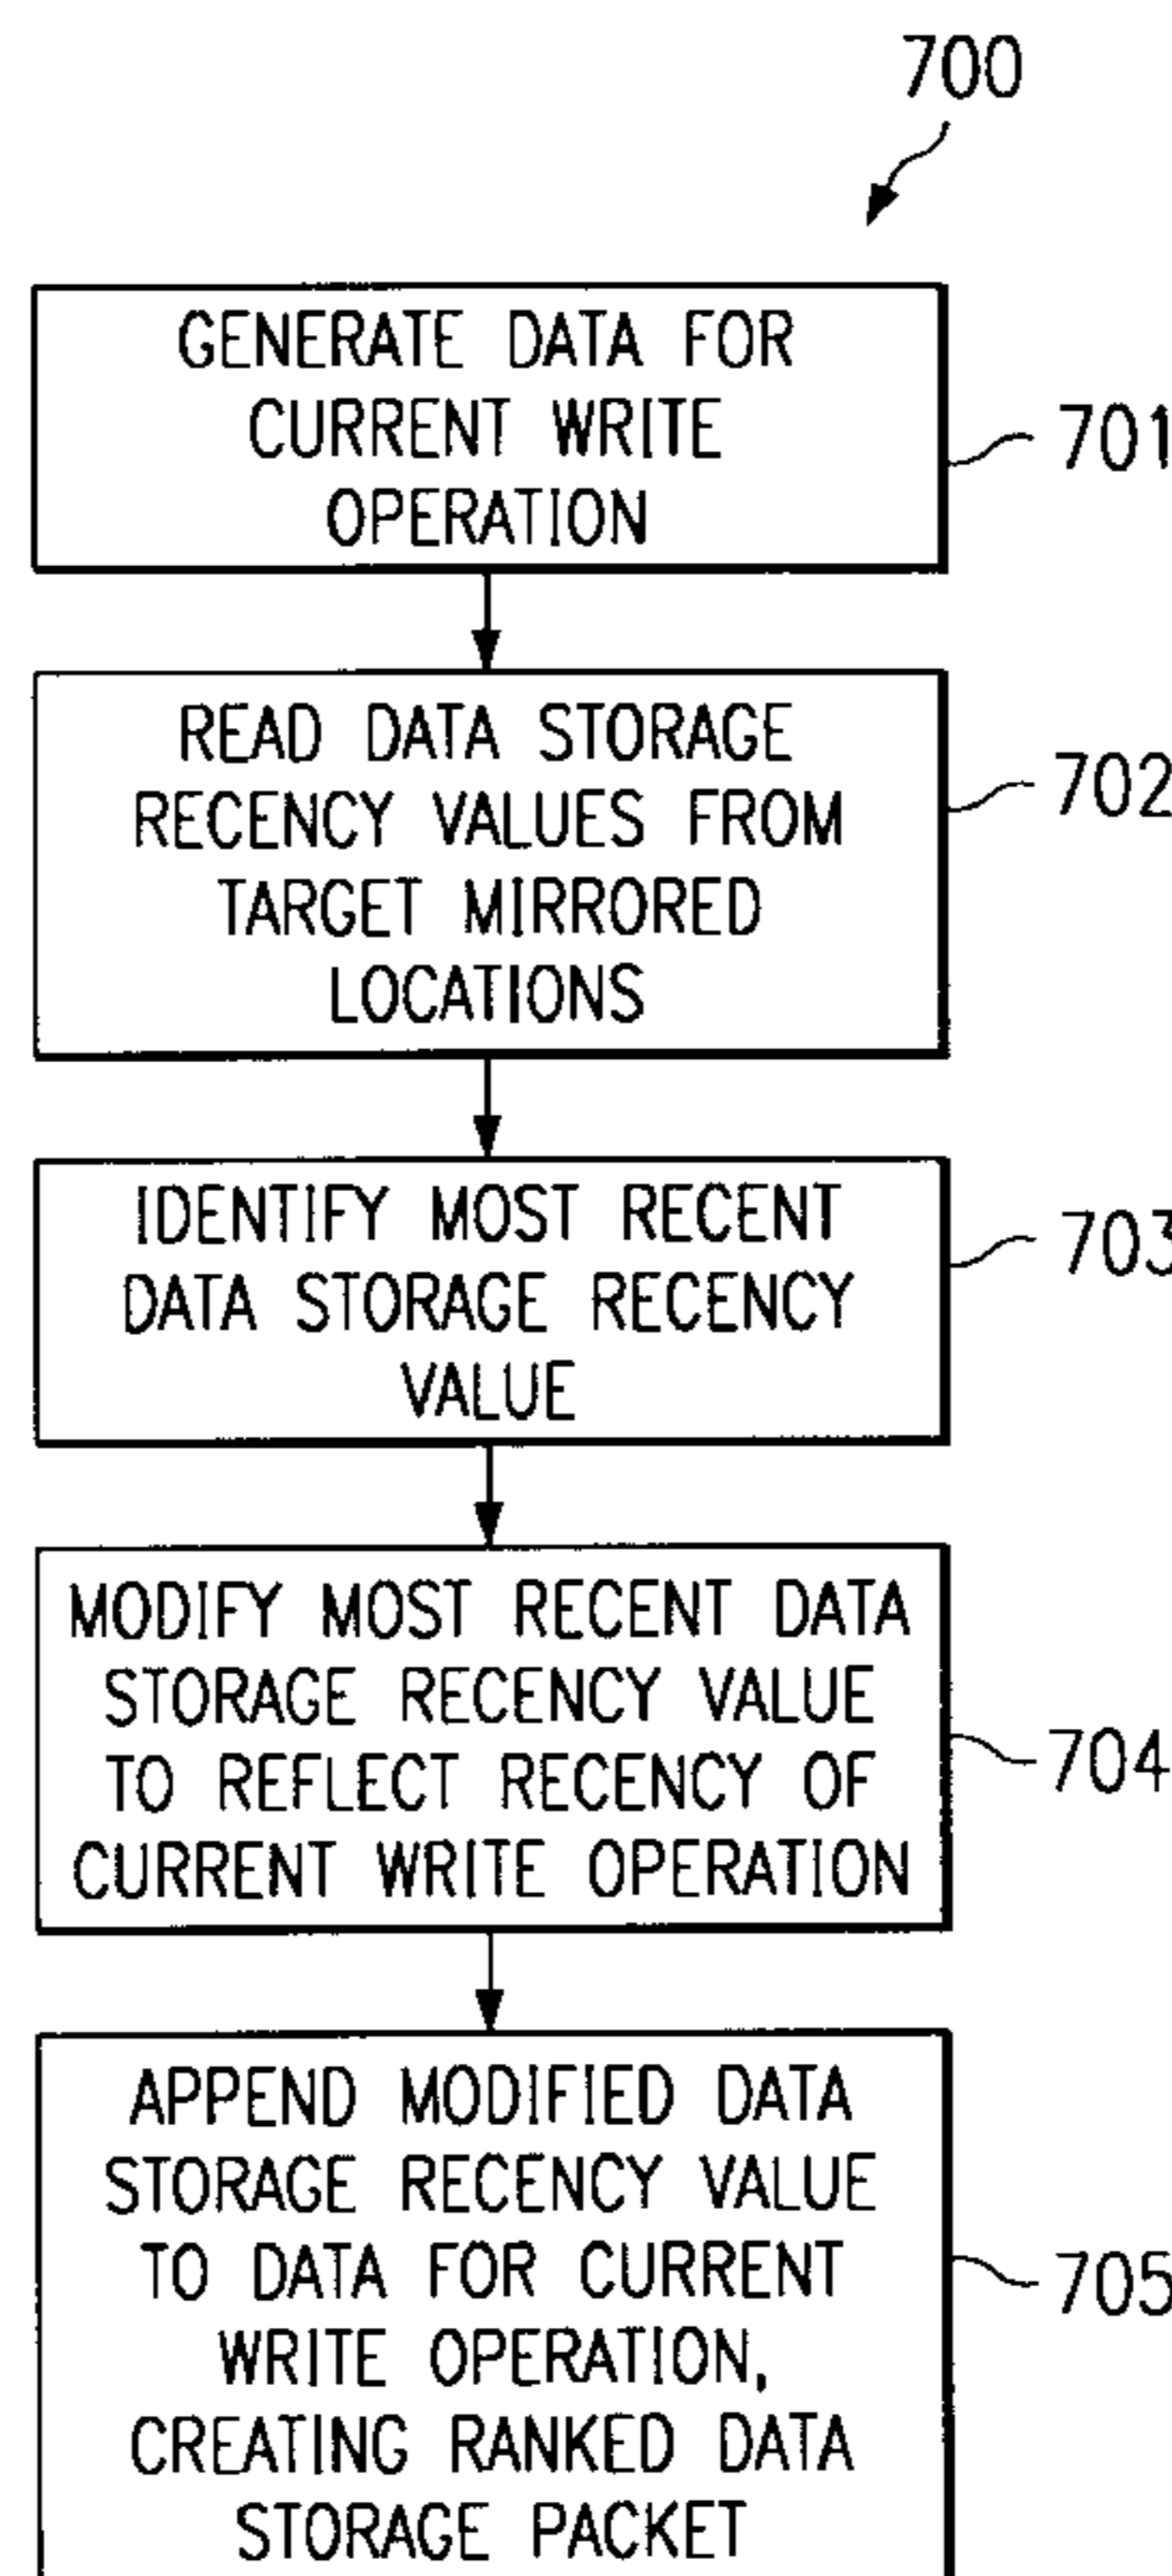 700
GENERATE DATA FOR
CURRENT WRITE
OPERATION
701
READ DATA STORAGE
RECENCY VALUES FROM
TARGET MIRRORED
LOCATIONS
702
IDENTIFY MOST RECENT
DATA STORAGE RECENCY
VALUE
703
MODIFY MOST RECENT DATA
STORAGE RECENCY VALUE
TO REFLECT RECENCY OF
CURRENT WRITE OPERATION
704
APPEND MODIFIED DATA
STORAGE RECENCY VALUE
TO DATA FOR CURRENT
WRITE OPERATION,
CREATING RANKED DATA
STORAGE PACKET
705